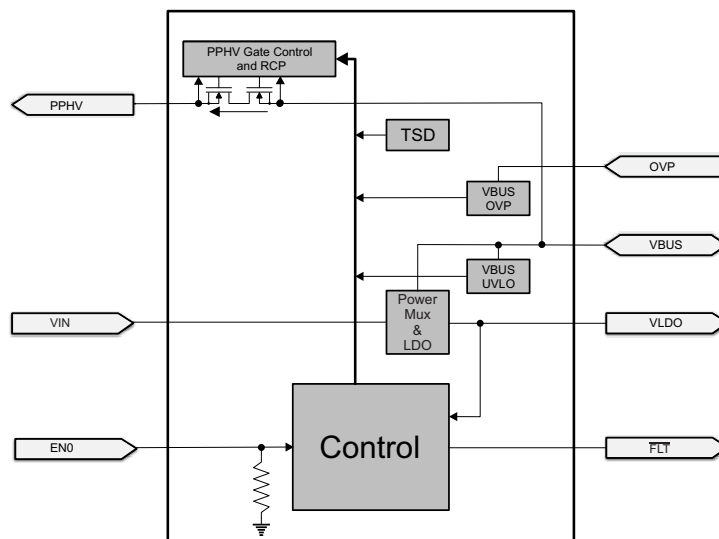 PPHV Gate Control
and RCP
PPHV
TSD
OVP
VBUS
OVP
VBUS
VBUS
UVLO
Power
Mux
&
LDO
VIN
VLDO
Control
EN0
FLT